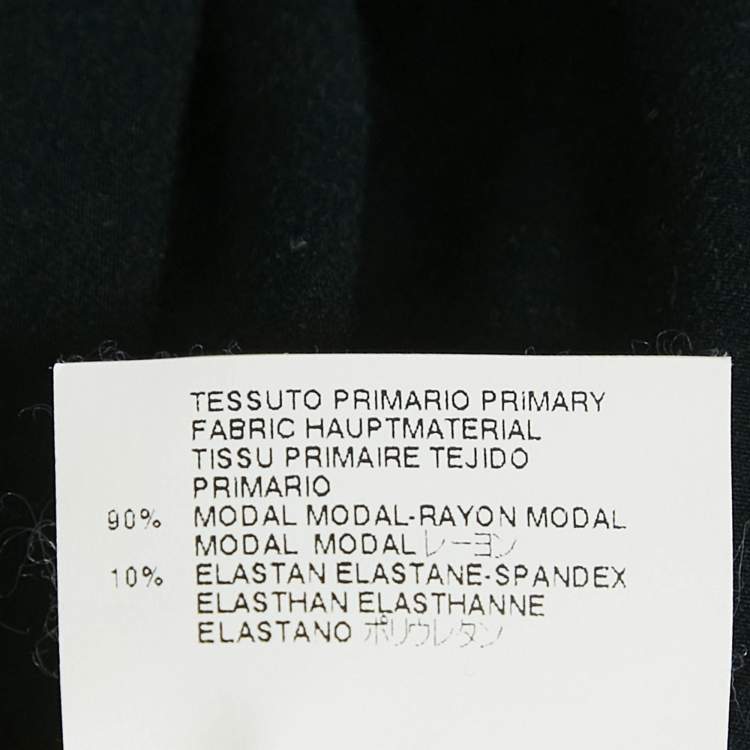 TESSUTO PRIMARIO PRIMARY
FABRIC HAUPTMATERIAL
TISSU PRIMAIRE TEJIDO
PRIMARIO
90% MODAL MODAL-RAYON MODAL
MODAL MODAL レーヨン
10% ELASTAN ELASTANE-SPANDEX
ELASTHAN ELASTHANNE
ELASTANO ポリウレタン